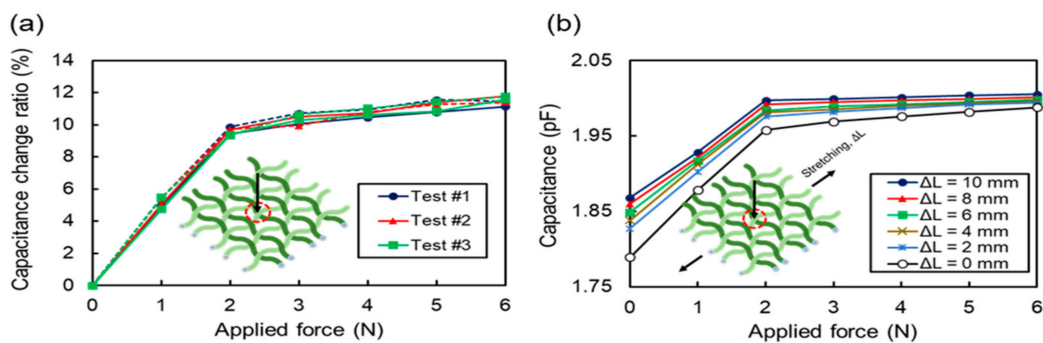 (a)
Capacitance change ratio (%)
14
12
10
8
6
4
2
0
0 1 2 3 4 5 6
Applied force (N)
Test #1
Test #2
Test #3
(b)
Capacitance (pF)
2.05
1.95
1.85
1.75
0 1 2 3 4 5 6
Applied force (N)
Stretching, ΔL
ΔL = 10 mm
ΔL = 8 mm
ΔL = 6 mm
ΔL = 4 mm
ΔL = 2 mm
ΔL = 0 mm